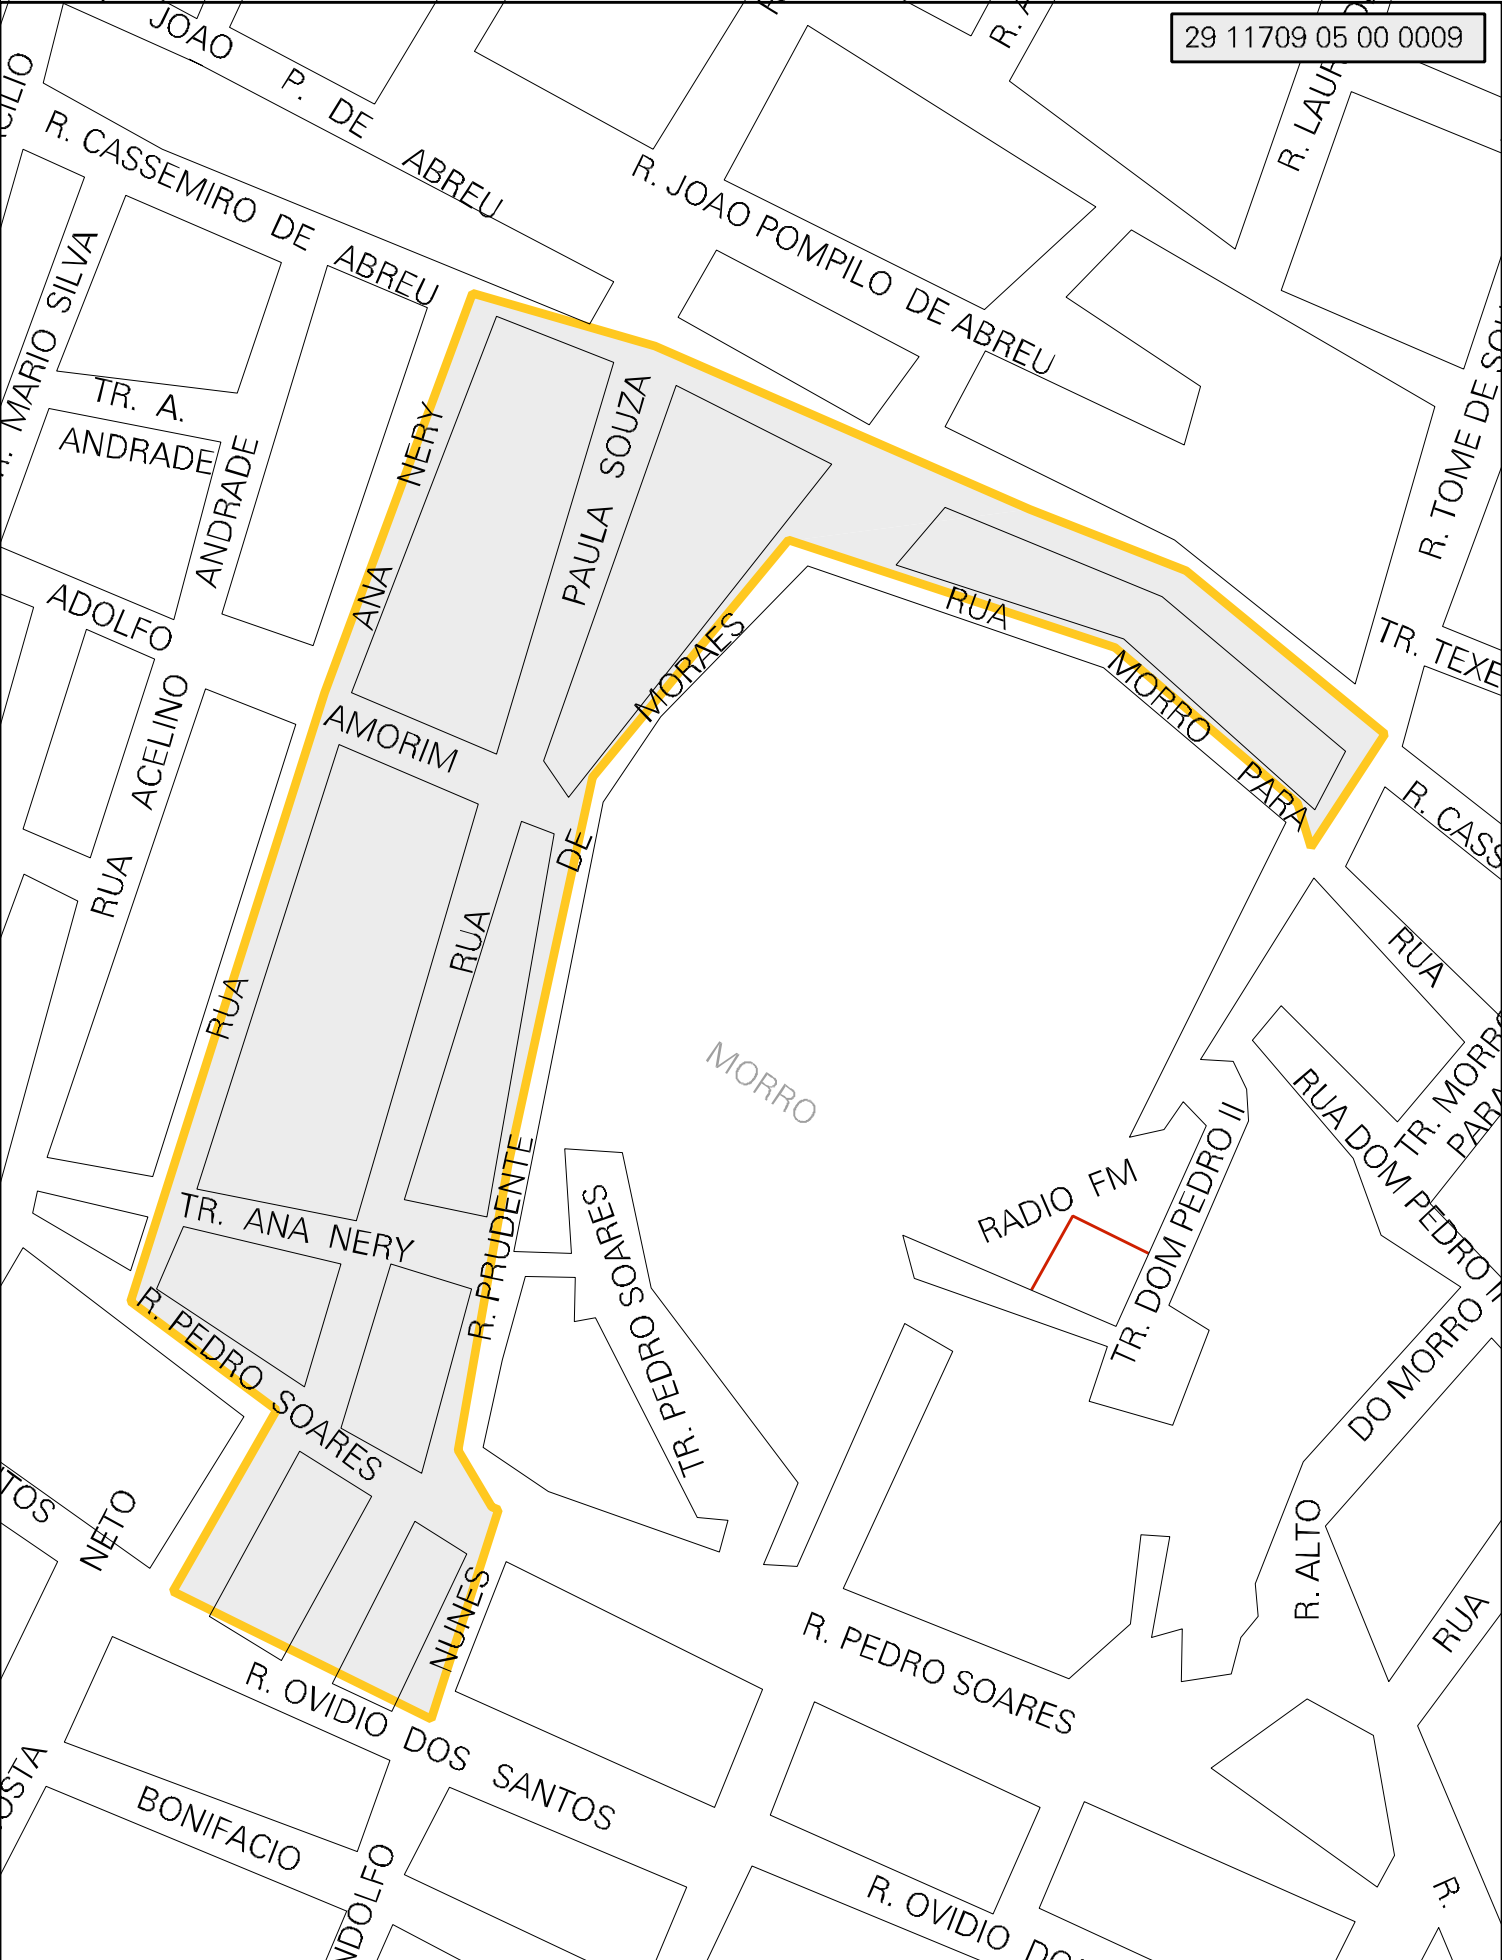 29 11709 05 00 0009
JOAO P. DE ABREU
R. CASSEMIRO DE ABREU
R. JOAO POMPILO DE ABREU
MARIO SILVA
TR. A.
ANDRADE
ANDRADE
ADOLFO
AMORIM
RUA ACELINO
RUA ANA NERY
RUA PAULA SOUZA
R. PRUDENTE DE MORAES
RUA MORRO PARA
R. TOME DE
TR. TEXE
R. CASS
RUA
TR. MORRO
PARA
RUA DOM PEDRO II
MORRO
RADIO FM
TR. DOM PEDRO II
TR. ANA NERY
R. PEDRO SOARES
TR. PEDRO SOARES
DO MORRO
R. ALTO
RUA
NETO
NUNES
R. PEDRO SOARES
R. OVIDIO DOS SANTOS
BONIFACIO
R. OVIDIO
R.